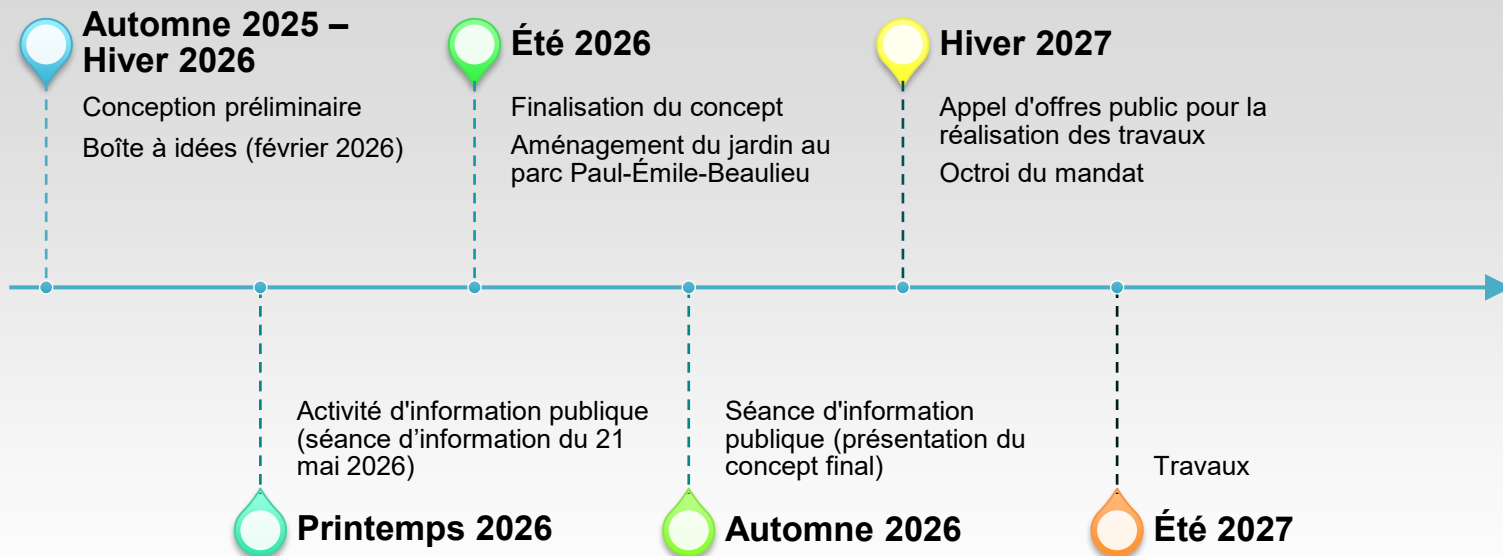 Automne 2025 –
Hiver 2026
Conception préliminaire
Boîte à idées (février 2026)
Été 2026
Finalisation du concept
Aménagement du jardin au
parc Paul-Émile-Beaulieu
Hiver 2027
Appel d'offres public pour la
réalisation des travaux
Octroi du mandat
Activité d'information publique
(séance d’information du 21
mai 2026)
Printemps 2026
Séance d'information
publique (présentation du
concept final)
Automne 2026
Travaux
Été 2027